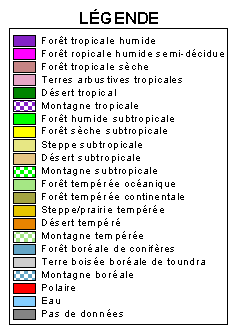 LÉGENDE
Forêt tropicale humide
Forêt ropicale humide semi-décidue
Forêt tropicale sèche
Terres arbustives tropicales
Désert tropical
Montagne tropicale
Forêt humide subtropicale
Forêt sèche subtropicale
Steppe subtropicale
Désert subtropicale
Montagne subtropicale
Forêt tempérée océanique
Forêt tempérée continentale
Steppe/prairie tempérée
Désert tempéré
Montagne tempérée
Forêt boréale de conifères
Terre boisée boréale de toundra
Montagne boréale
Polaire
Eau
Pas de données